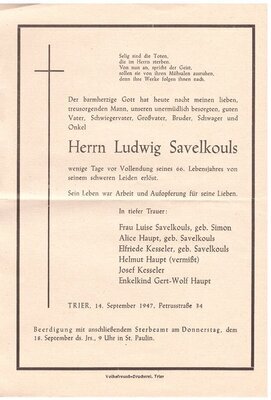 Selig sind die Toten,
die im Herrn sterben.
Von nun an, spricht der Geist,
sollen sie von ihren Mühsalen ausruhen,
denn ihre Werke folgen ihnen nach.
Der barmherzige Gott hat heute nacht meinen lieben,
treusorgenden Mann, unseren unermüdlich besorgten, guten
Vater, Schwiegervater, Großvater, Bruder, Schwager und
Onkel
Herrn Ludwig Savelkouls
wenige Tage vor Vollendung seines 60. Lebensjahres von
seinem schweren Leiden erlöst.
Sein Leben war Arbeit und Aufopferung für seine Lieben.
In tiefer Trauer:
Frau Luise Savelkouls, geb. Simon
Alice Haupt, geb. Savelkouls
Elfriede Kesseler, geb. Savelkouls
Helmut Haupt (vermißt)
Josef Kesseler
Enkelkind Gert-Wolf Haupt
TRIER, 14. September 1947, Petrusstraße 34
Beerdigung mit anschließendem Sterbeamt am Donnerstag, dem
18. September ds. Jrs., 9 Uhr in St. Paulin.
Volksfreund-Druckerei, Trier